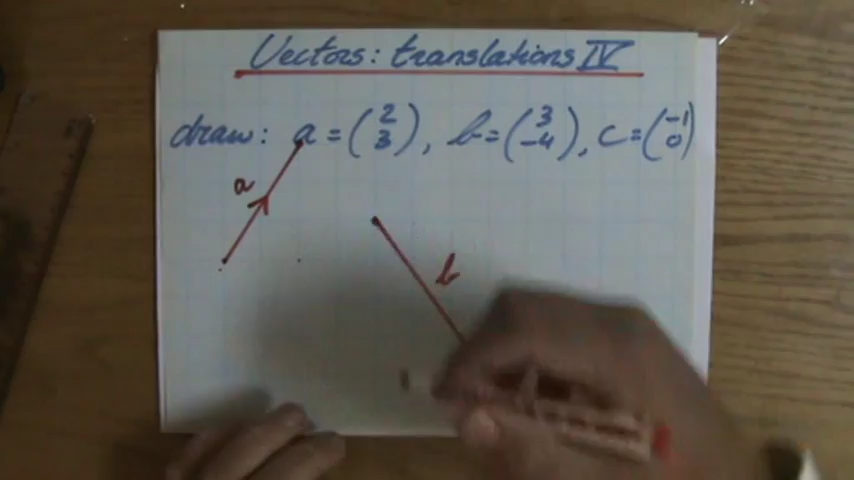 Vectors: translations IV
draw: a = (2 3), b = (3 -4), c = (-1 0)
a
b